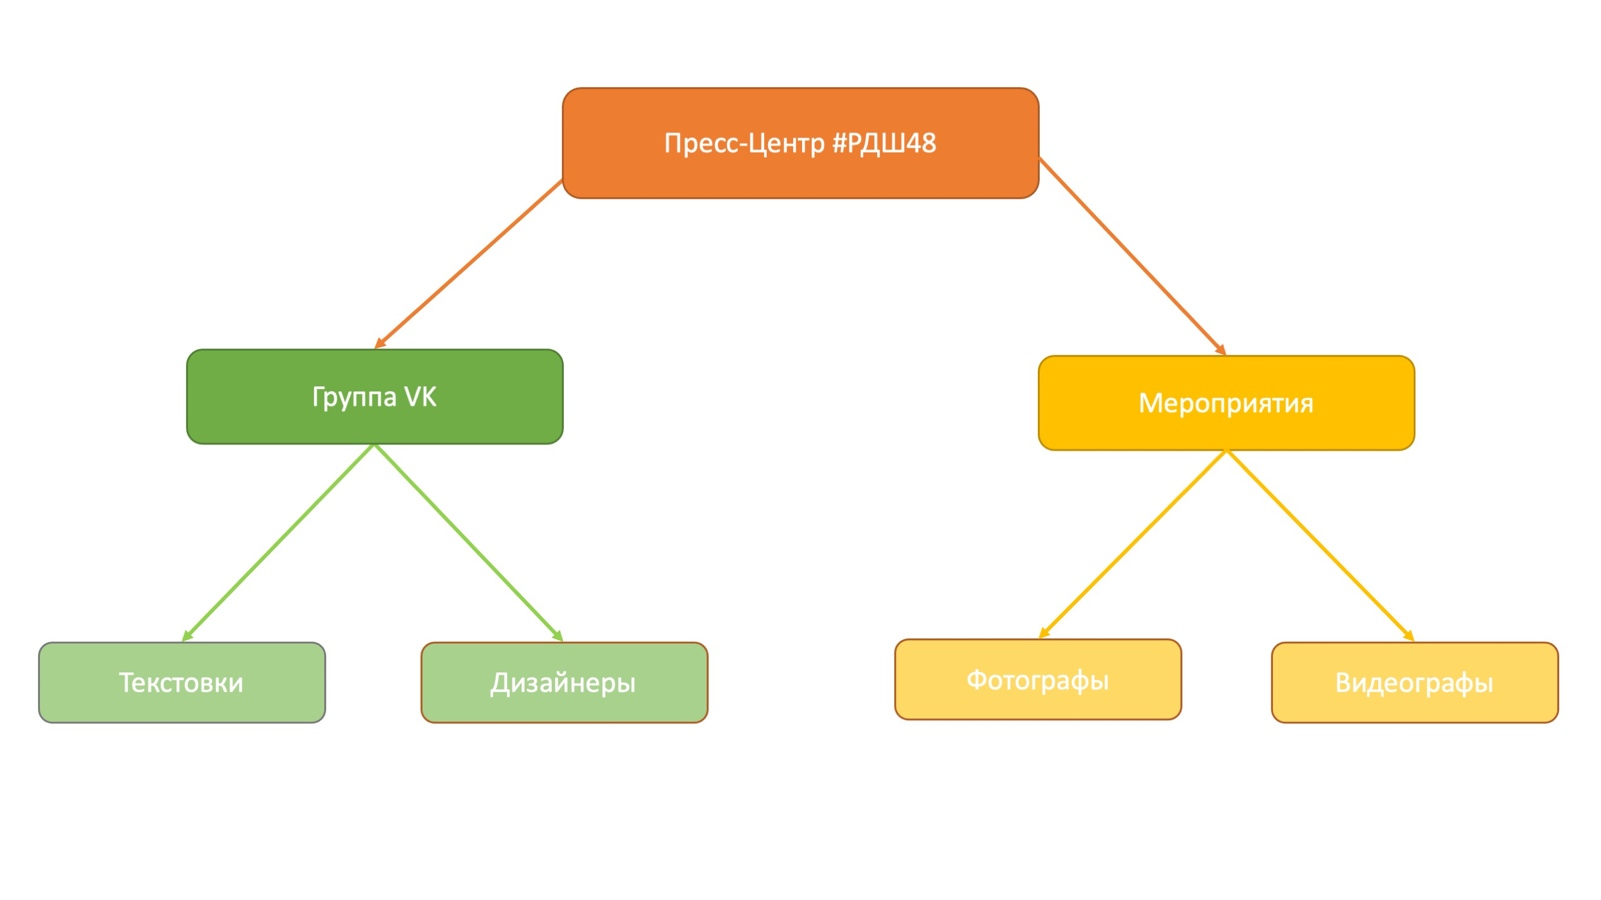 Пресс-Центр #РДШ48
Группа VK
Мероприятия
Текстовки
Дизайнеры
Фотографы
Видеографы